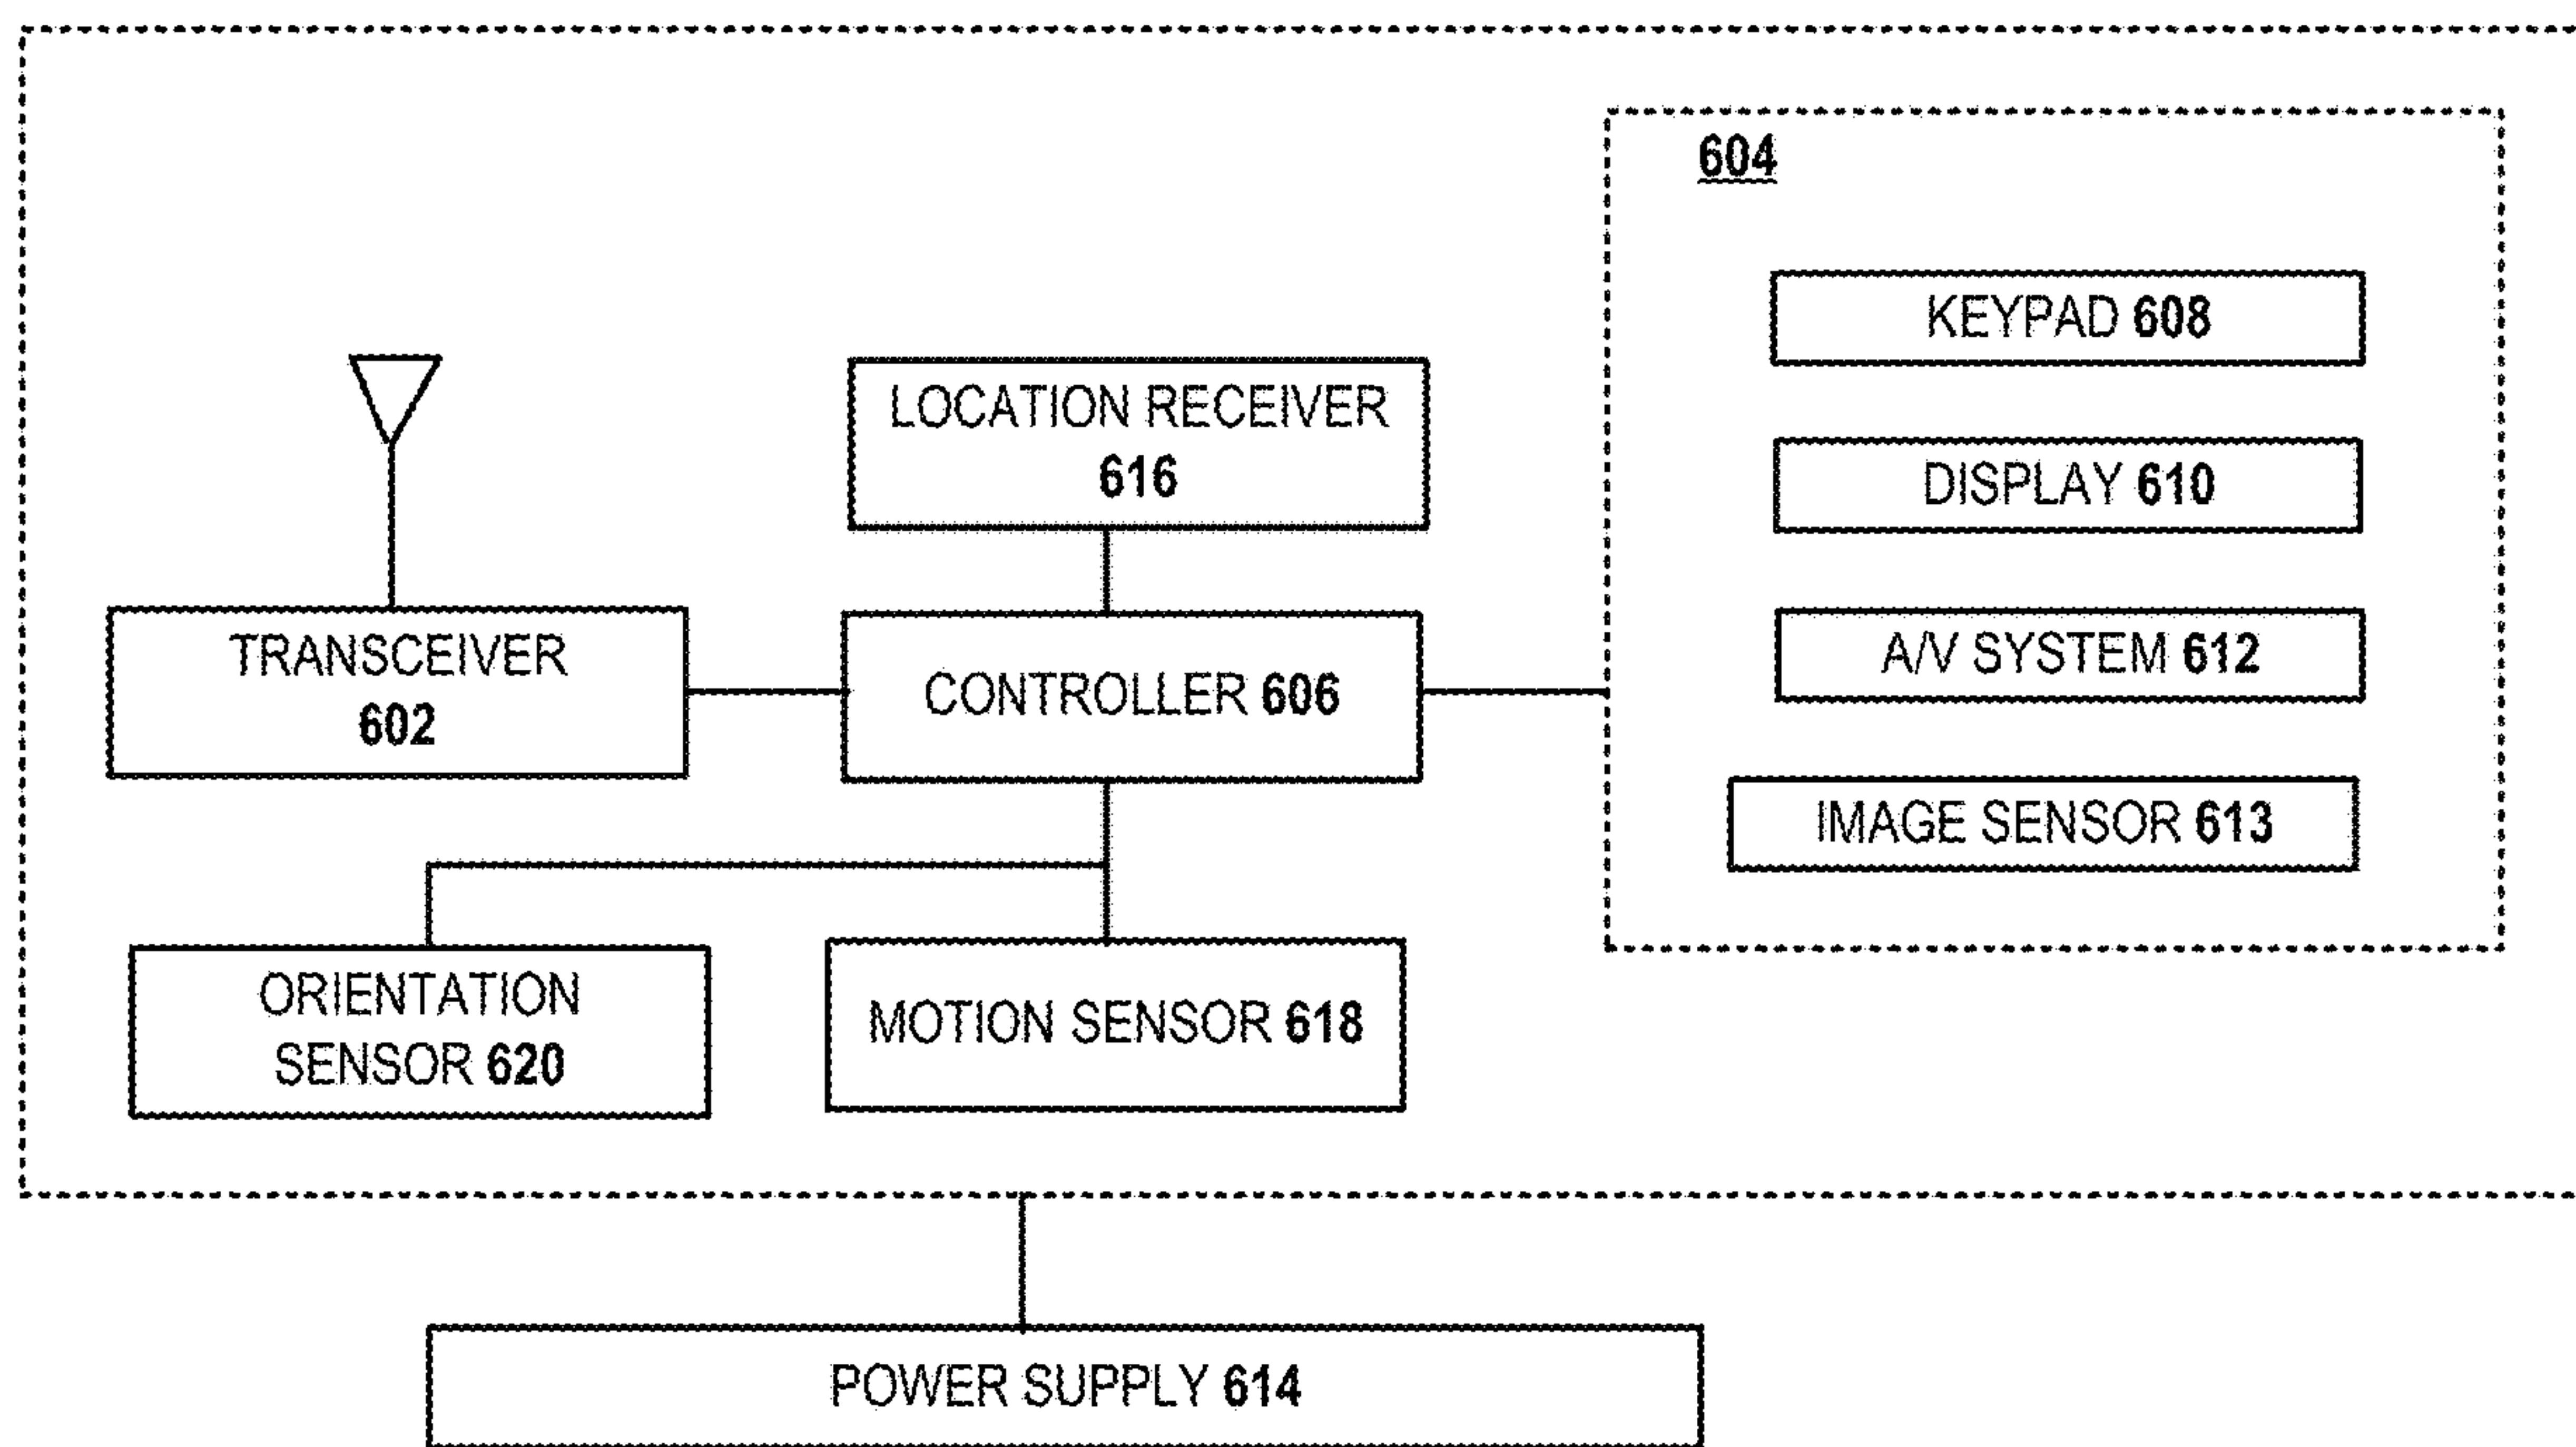 604
KEYPAD 608
LOCATION RECEIVER
616
DISPLAY 610
TRANSCEIVER
602
CONTROLLER 606
A/V SYSTEM 612
IMAGE SENSOR 613
ORIENTATION
SENSOR 620
MOTION SENSOR 618
POWER SUPPLY 614